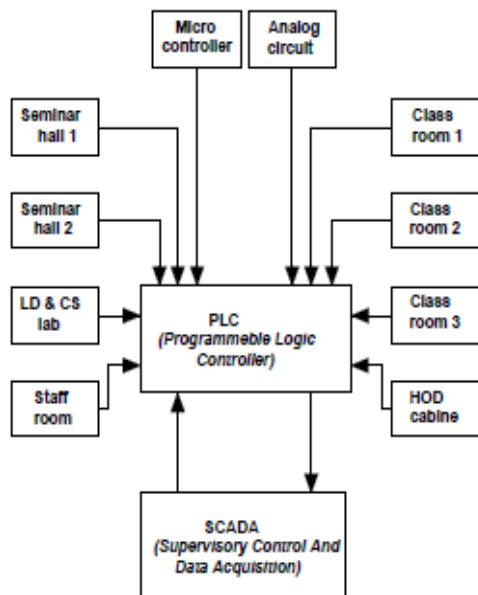 Micro
controller
Analog
circuit
Seminar
hall 1
Class
room 1
Seminar
hall 2
Class
room 2
LD & CS
lab
PLC
(Programmeble Logic
Controller)
Class
room 3
Staff
room
HOD
cabine
SCADA
(Supervisory Control And
Data Acquisition)